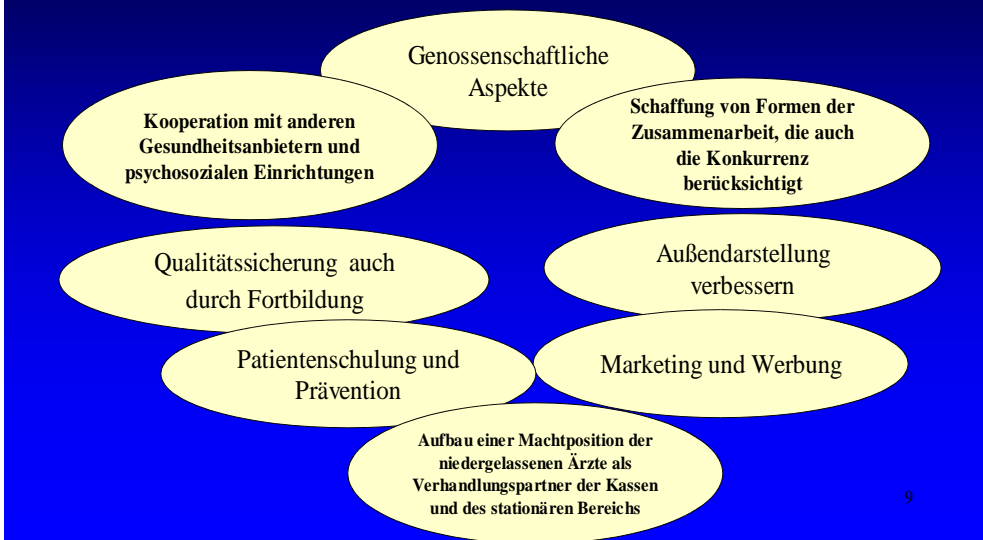 Genossenschaftliche
Aspekte
Kooperation mit anderen
Gesundheitsanbietern und
psychosozialen Einrichtungen
Schaffung von Formen der
Zusammenarbeit, die auch
die Konkurrenz
berücksichtigt
Qualitätssicherung auch
durch Fortbildung
Außendarstellung
verbessern
Patientenschulung und
Prävention
Marketing und Werbung
Aufbau einer Machtposition der
niedergelassenen Ärzte als
Verhandlungspartner der Kassen
und des stationären Bereichs
9